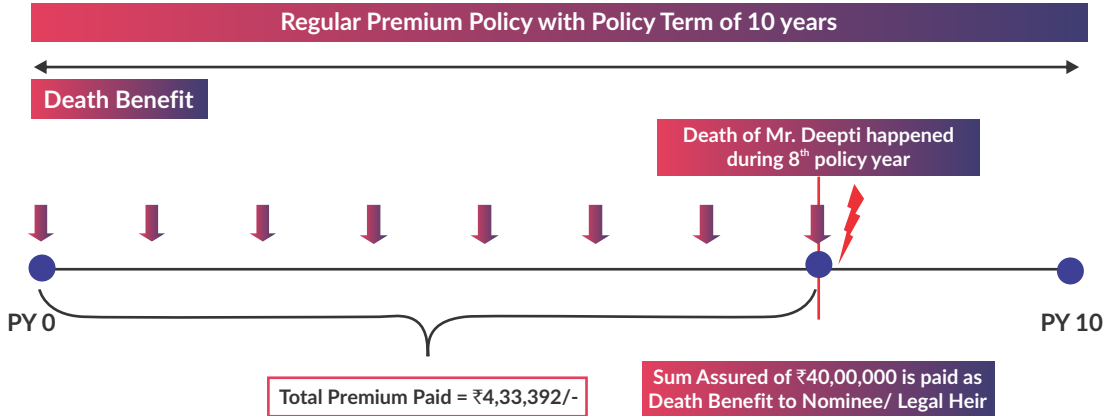 Regular Premium Policy with Policy Term of 10 years
Death Benefit
Death of Mr. Deepti happened
during 8th policy year
PY 0
PY 10
Total Premium Paid = ₹4,33,392/-
Sum Assured of ₹40,00,000 is paid as
Death Benefit to Nominee/ Legal Heir